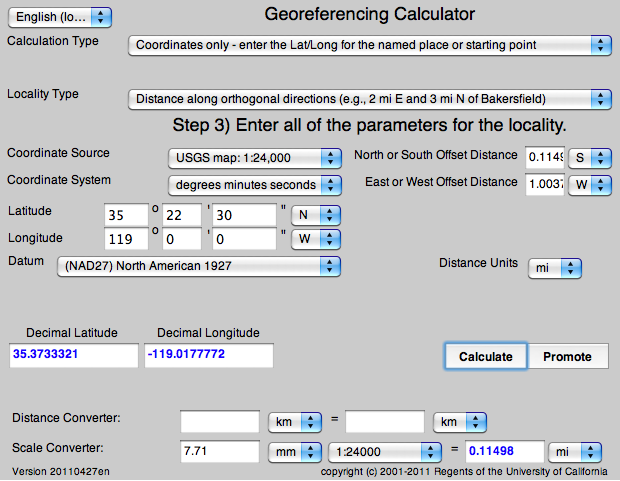 English (lo...
Georeferencing Calculator
Calculation Type
Coordinates only - enter the Lat/Long for the named place or starting point
Locality Type
Distance along orthogonal directions (e.g., 2 mi E and 3 mi N of Bakersfield)
Step 3) Enter all of the parameters for the locality.
Coordinate Source USGS map: 1:24,000 North or South Offset Distance 0.1149 S
Coordinate System degrees minutes seconds East or West Offset Distance 1.0037 W
Latitude 35 o 22 ' 30 " N
Longitude 119 o 0 ' 0 " W
Datum (NAD27) North American 1927 Distance Units mi
Decimal Latitude Decimal Longitude
35.3733321 -119.0177772 Calculate Promote
Distance Converter: km = km
Scale Converter: 7.71 mm 1:24000 = 0.11498 mi
Version 20110427en copyright (c) 2001-2011 Regents of the University of California